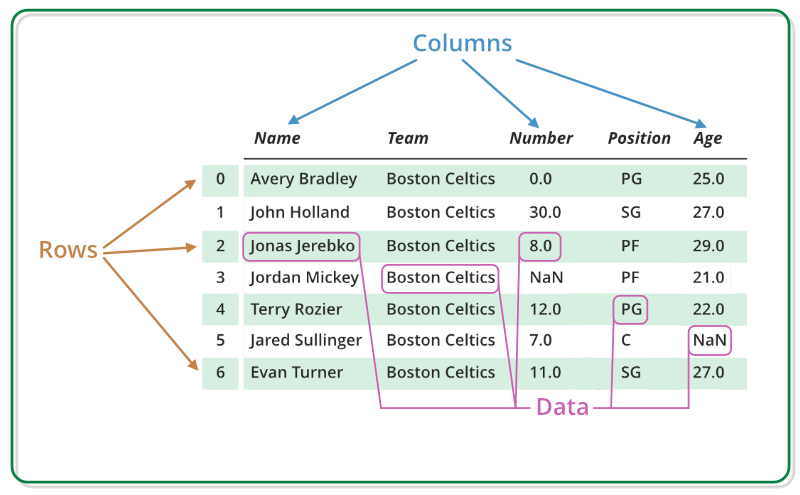 Columns
Name Team Number Position Age
0 Avery Bradley Boston Celtics 0.0 PG 25.0
1 John Holland Boston Celtics 30.0 SG 27.0
Rows
2 Jonas Jerebko Boston Celtics 8.0 PF 29.0
3 Jordan Mickey Boston Celtics NaN PF 21.0
4 Terry Rozier Boston Celtics 12.0 PG 22.0
5 Jared Sullinger Boston Celtics 7.0 C NaN
6 Evan Turner Boston Celtics 11.0 SG 27.0
Data